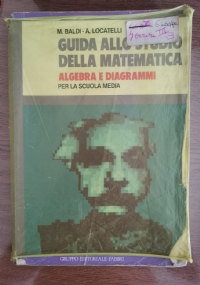 M. BALDI - A. LOCATELLI
GUIDA ALLO STUDIO
DELLA MATEMATICA
ALGEBRA E DIAGRAMMI
PER LA SCUOLA MEDIA
GRUPPO EDITORIALE FABBRI